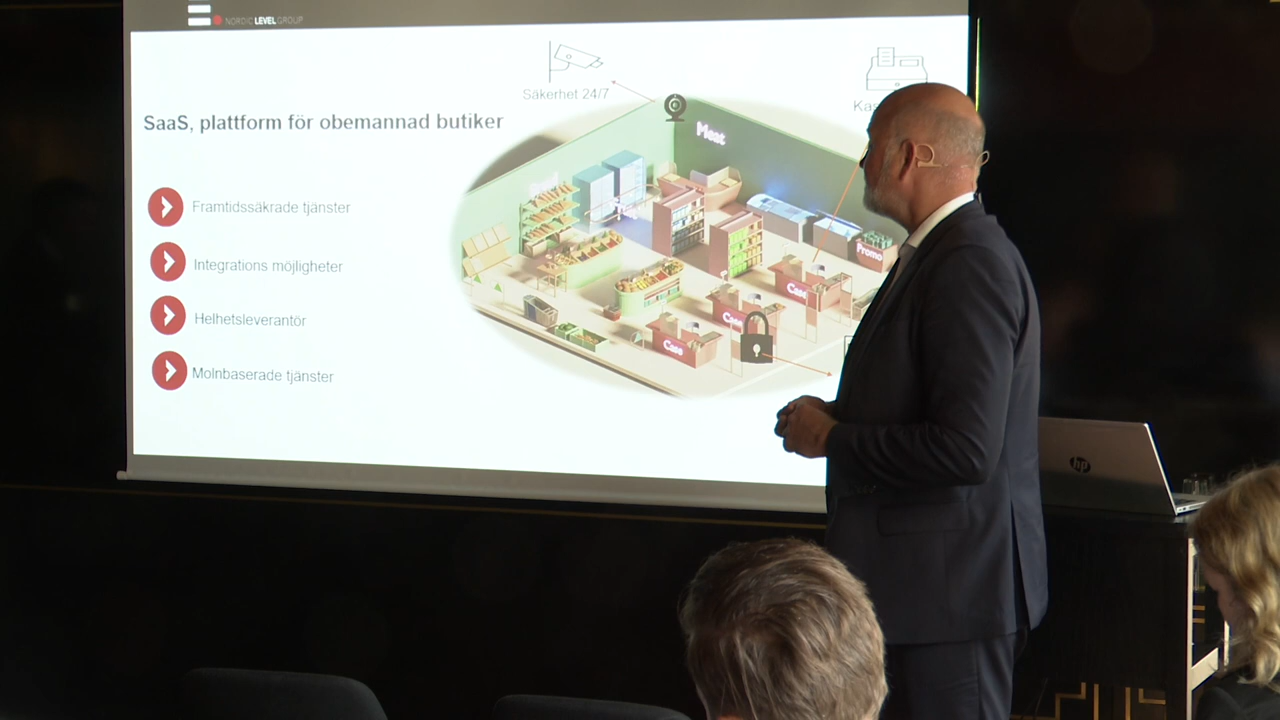 NORDIC LEVEL GROUP
Säkerhet 24/7
SaaS, plattform för obemannad butiker
Meat
Framtidssäkrade tjänster
Integrations möjligheter
Promo
Case
Case
Case
Helhetsleverantör
Molnbaserade tjänster
hp